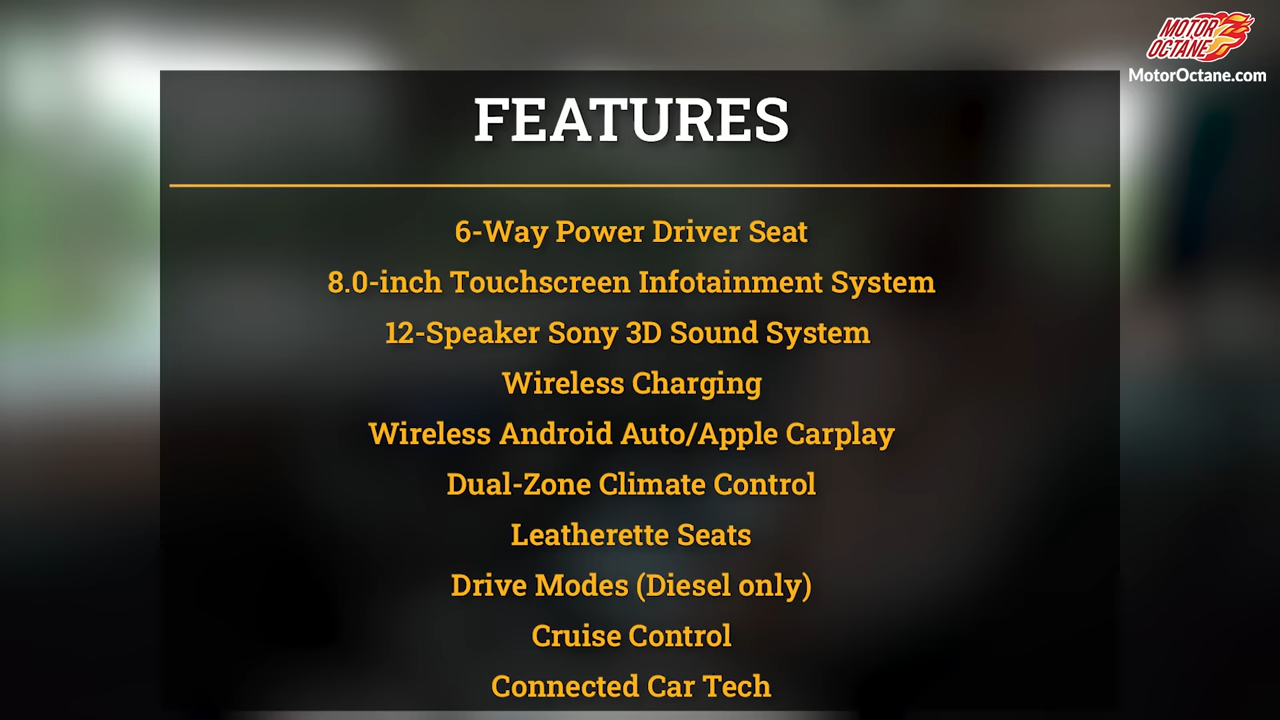 MOTOR
OCTANE
MotorOctane.com
FEATURES
6-Way Power Driver Seat
8.0-inch Touchscreen Infotainment System
12-Speaker Sony 3D Sound System
Wireless Charging
Wireless Android Auto/Apple Carplay
Dual-Zone Climate Control
Leatherette Seats
Drive Modes (Diesel only)
Cruise Control
Connected Car Tech